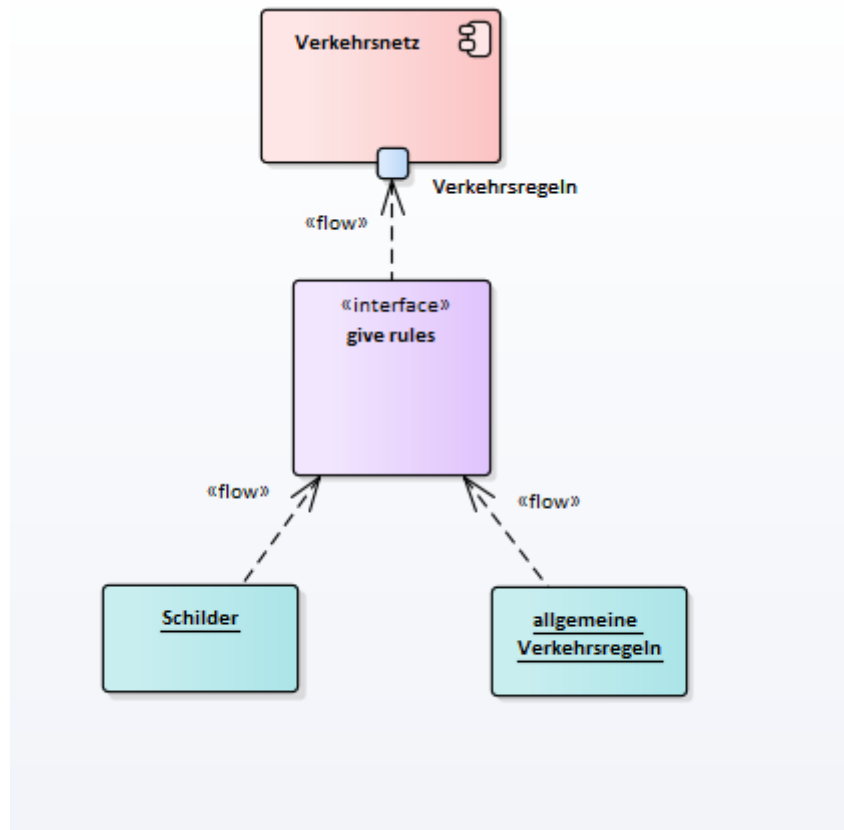 Verkehrsnetz
Verkehrsregeln
«flow»
«interface»
give rules
«flow»
«flow»
Schilder
allgemeine
Verkehrsregeln